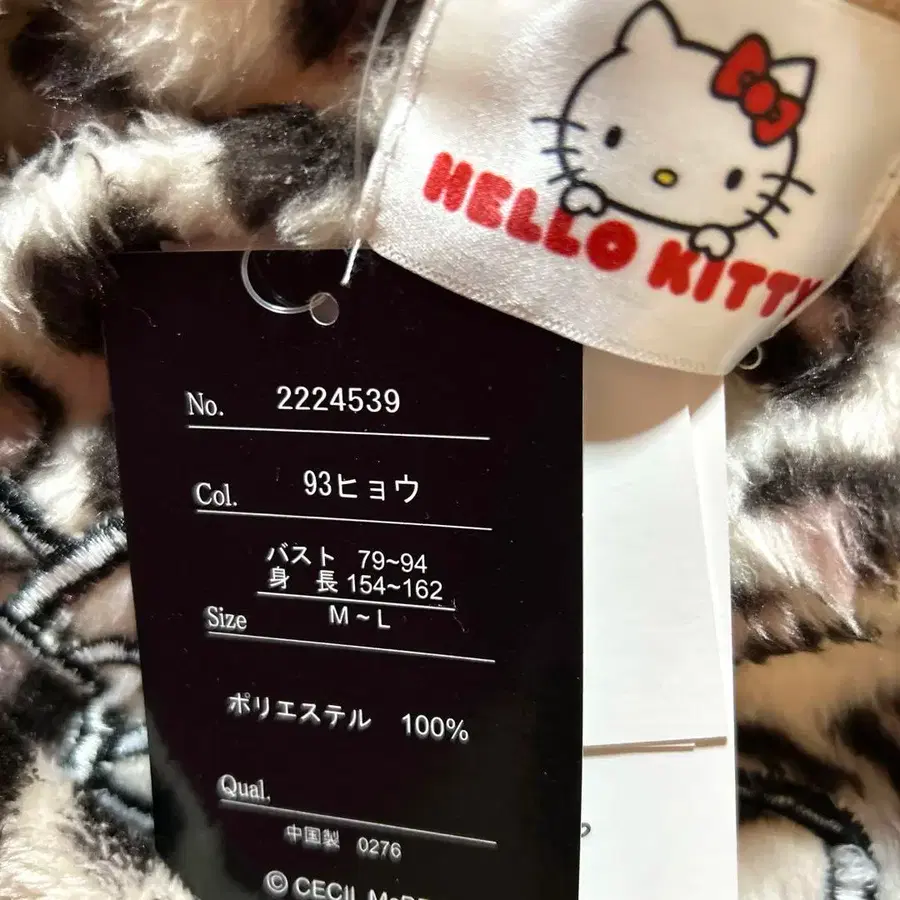 HELLO KITTY
No. 2224539
Col. 93ヒョウ
バスト 79~94
身 長 154~162
Size M~L
ポリエステル 100%
Qual.
中国製 0276
© CECIL